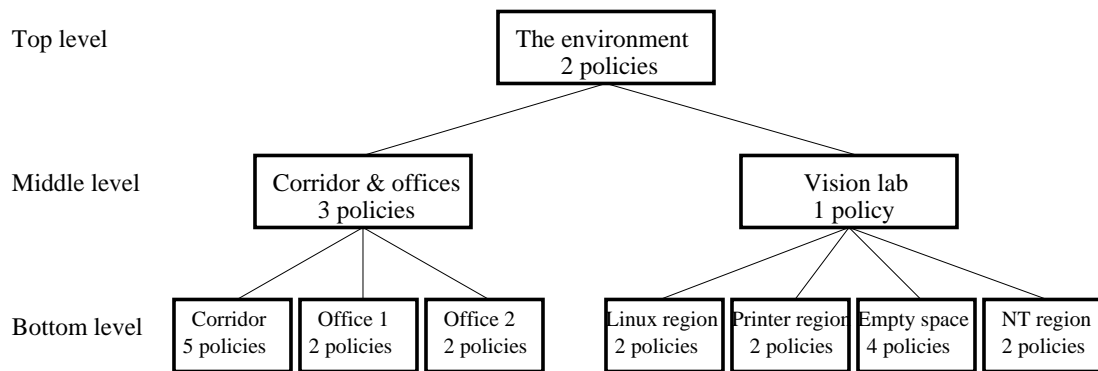 Top level
The environment
2 policies
Middle level
Corridor & offices
3 policies
Vision lab
1 policy
Bottom level
Corridor
5 policies
Office 1
2 policies
Office 2
2 policies
Linux region
2 policies
Printer region
2 policies
Empty space
4 policies
NT region
2 policies